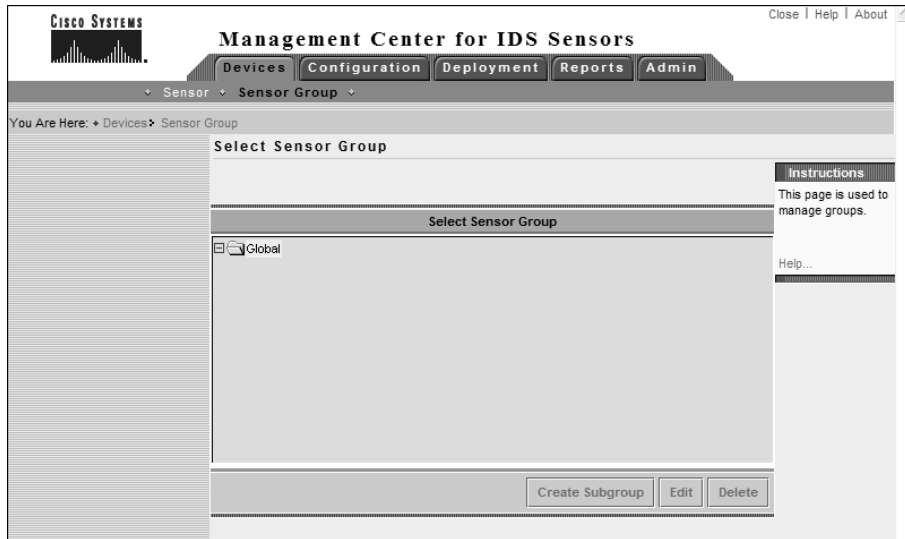 Close | Help | About
CISCO SYSTEMS
Management Center for IDS Sensors
Devices Configuration Deployment Reports Admin
Sensor Sensor Group
You Are Here: Devices Sensor Group
Select Sensor Group
Instructions
This page is used to
manage groups.
Help...
Select Sensor Group
Global
Create Subgroup Edit Delete